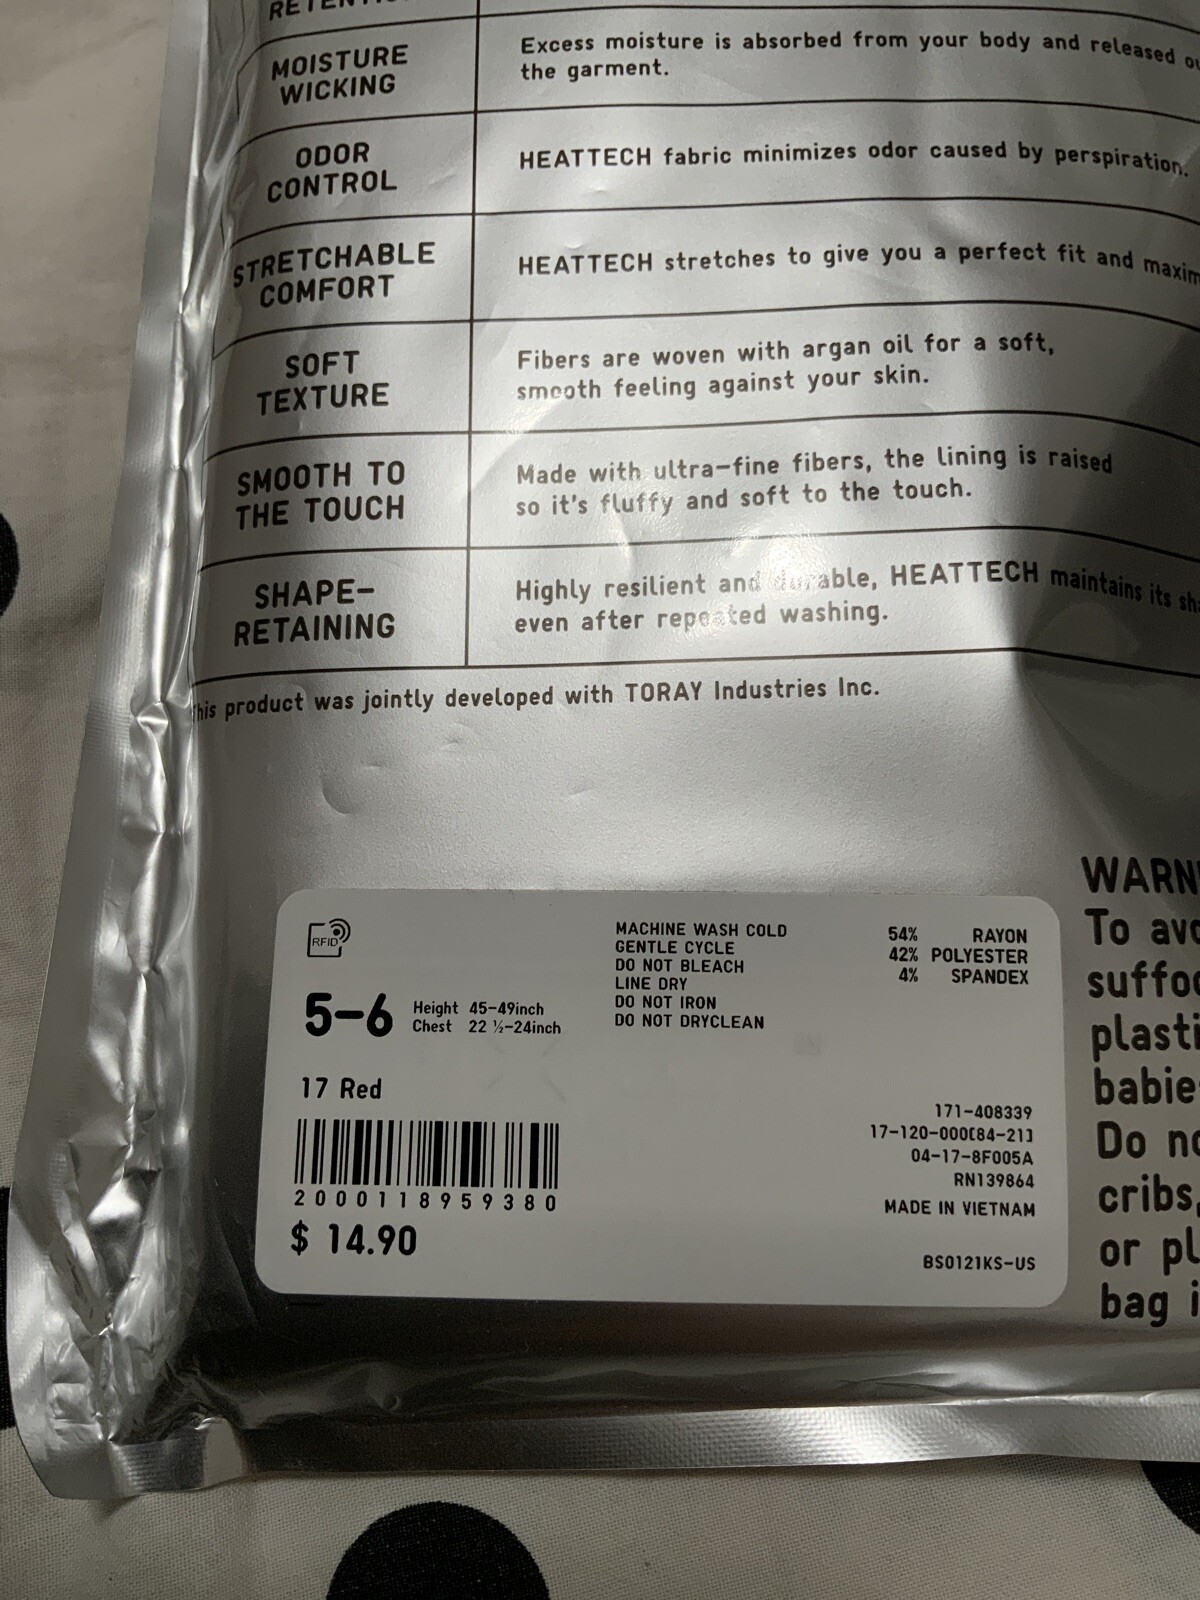 MOISTURE
WICKING
Excess moisture is absorbed from your body and released
the garment.
ODOR
CONTROL
HEATTECH fabric minimizes odor caused by perspiration.
STRETCHABLE
COMFORT
HEATTECH stretches to give you a perfect fit and
SOFT
TEXTURE
Fibers are woven with argan oil for a soft,
smooth feeling against your skin.
SMOOTH TO
THE TOUCH
Made with ultra-fine fibers, the lining is raised
so it's fluffy and soft to the touch.
SHAPE-
RETAINING
Highly resilient and durable, HEATTECH maintains its
even after repeated washing.
This product was jointly developed with TORAY Industries Inc.
RFID
5-6
Height 45-49inch
Chest 22 ½-24inch
MACHINE WASH COLD
GENTLE CYCLE
DO NOT BLEACH
LINE DRY
DO NOT IRON
DO NOT DRYCLEAN
54% RAYON
42% POLYESTER
4% SPANDEX
17 Red
2000118959380
$ 14.90
171-408339
17-120-000[84-21]
04-17-8F005A
RN139864
MADE IN VIETNAM
BS0121KS-US
WARN
To avo
suffoc
plasti
babie
Do no
cribs,
or pl
bag i